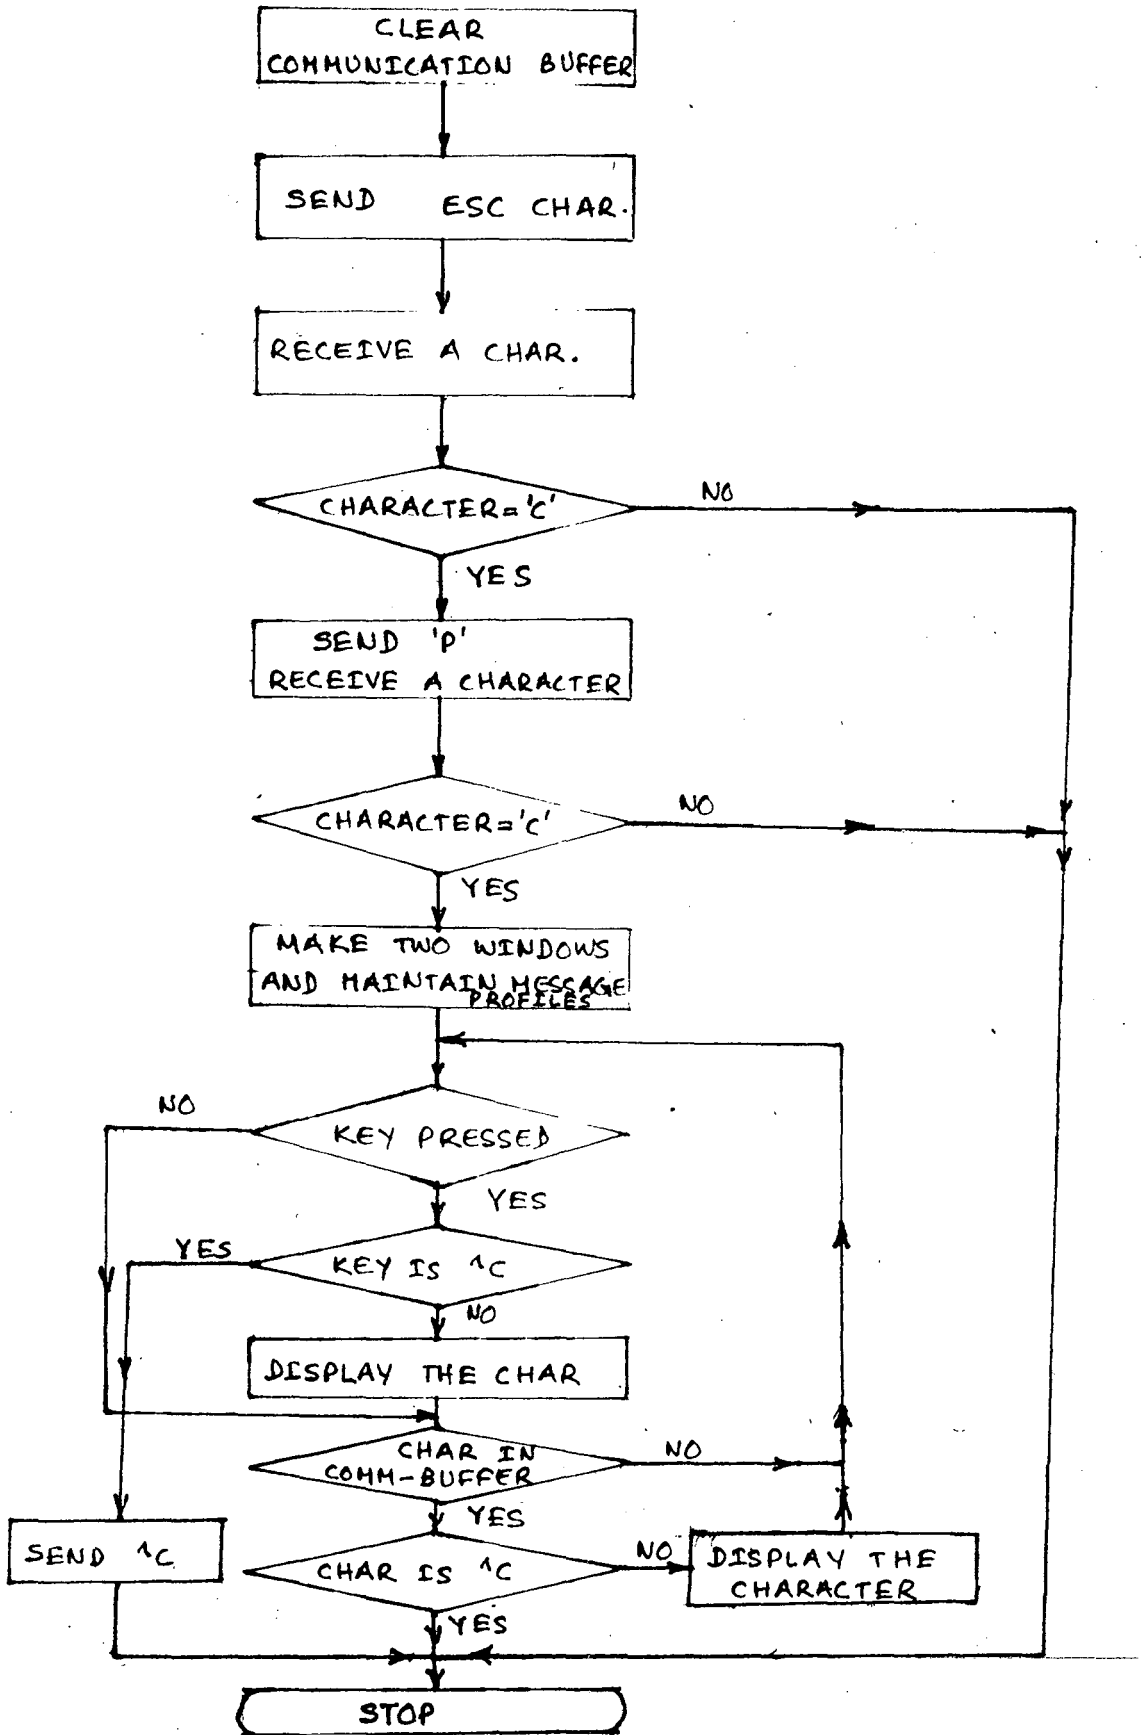 CLEAR
COMMUNICATION BUFFER
SEND ESC CHAR.
RECEIVE A CHAR.
CHARACTER='C'
NO
YES
SEND 'P'
RECEIVE A CHARACTER
CHARACTER='C'
NO
YES
MAKE TWO WINDOWS
AND MAINTAIN MESSAGE
PROFILES
NO
KEY PRESSED
YES
YES
KEY IS ^C
NO
DISPLAY THE CHAR
CHAR IN
COMM-BUFFER
NO
YES
SEND ^C
CHAR IS ^C
NO
DISPLAY THE
CHARACTER
YES
STOP